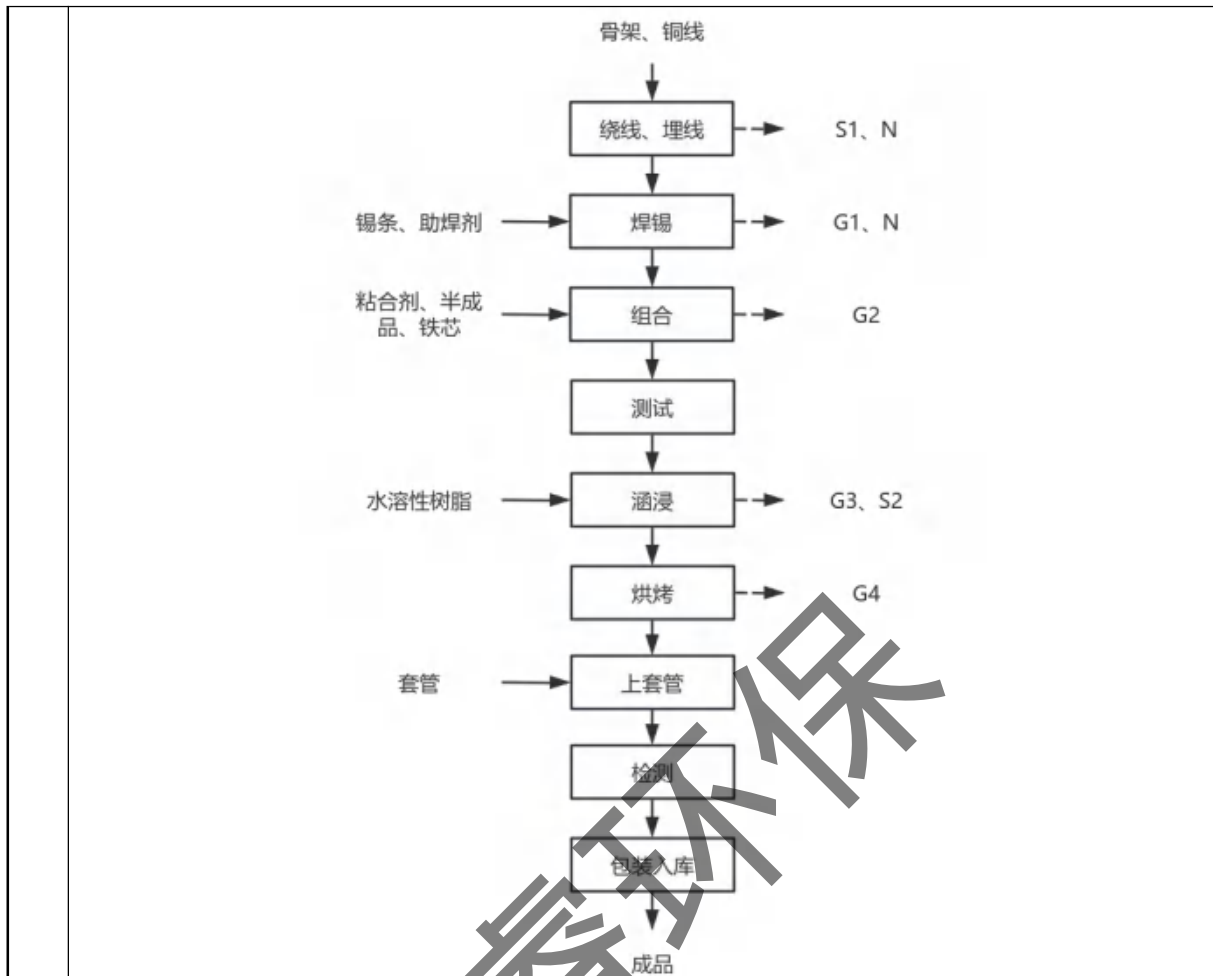 骨架、铜线
绕线、埋线
S1、N
锡条、助焊剂
焊锡
G1、N
粘合剂、半成
品、铁芯
组合
G2
测试
水溶性树脂
涵浸
G3、S2
烘烤
G4
套管
上套管
检测
包装入库
成品
环保